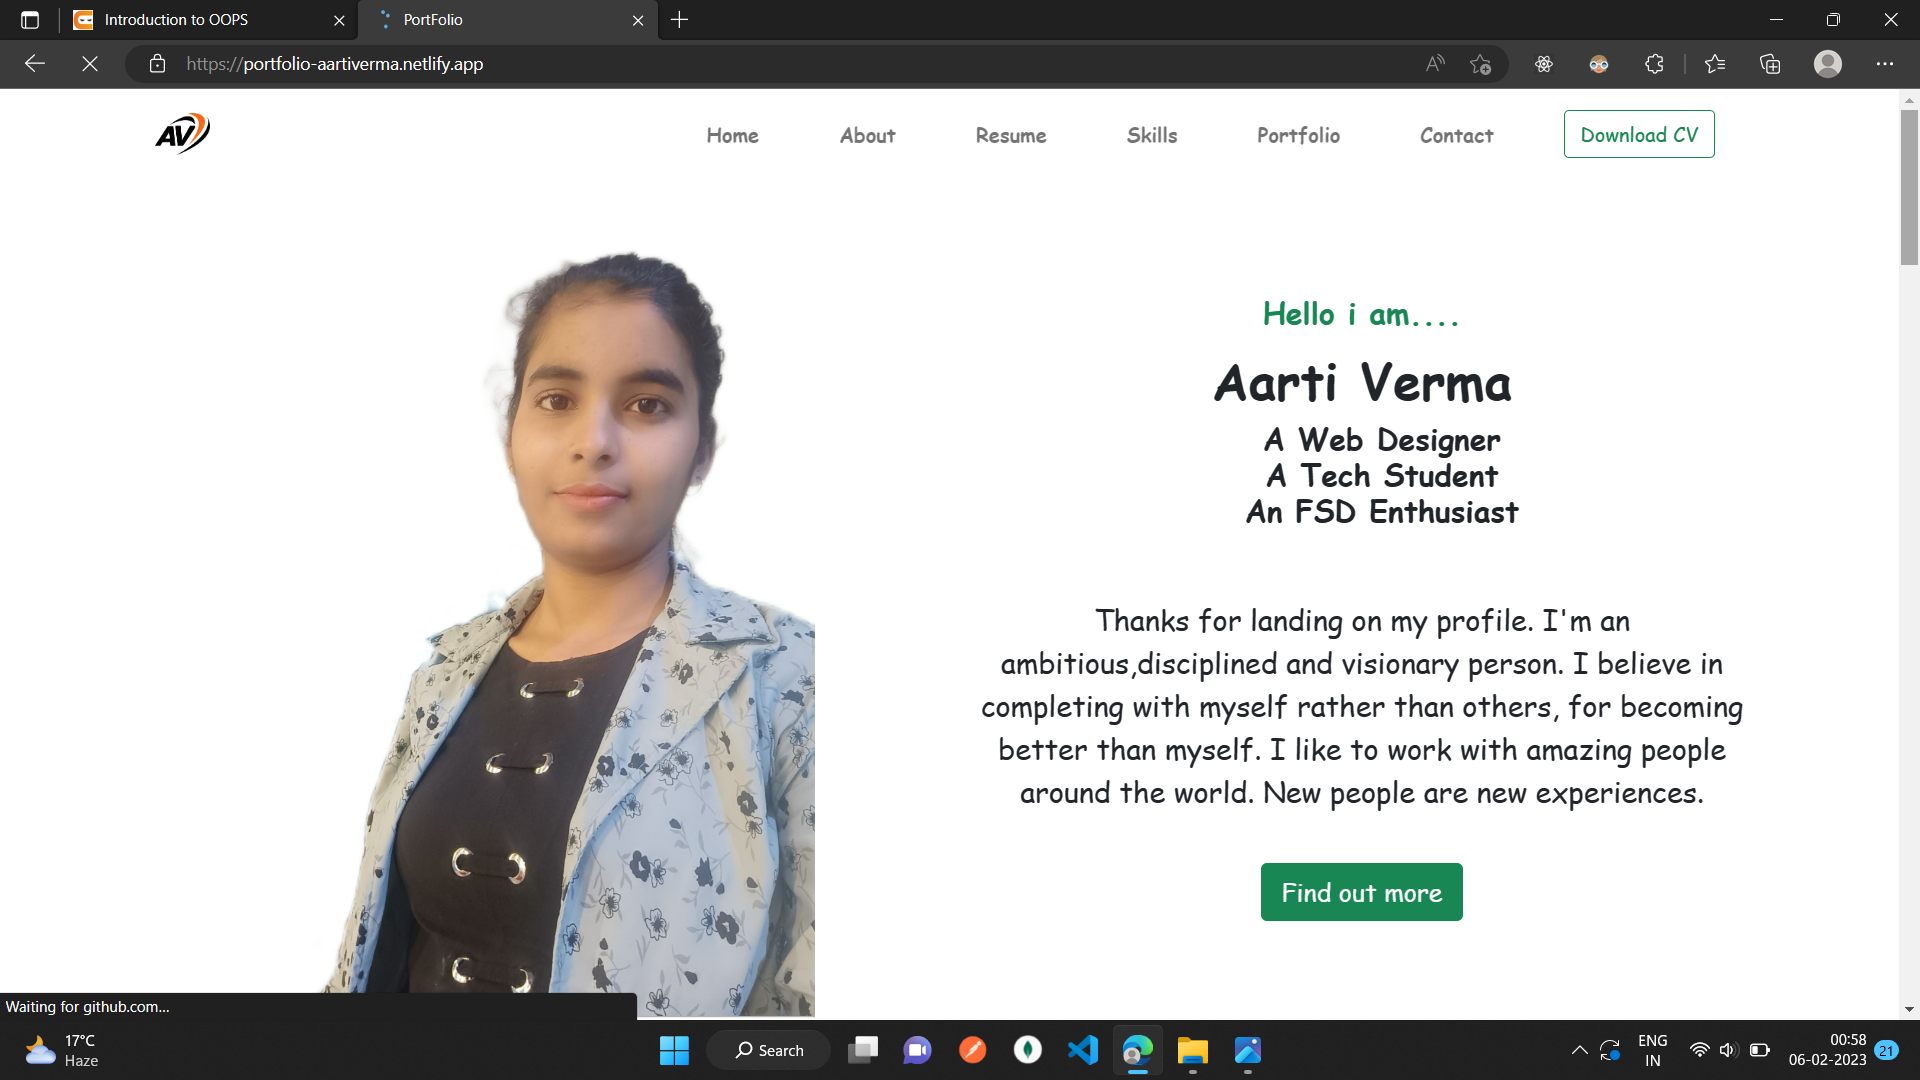 Introduction to OOPS
PortFolio
https://portfolio-aartiverma.netlify.app
AV
Home
About
Resume
Skills
Portfolio
Contact
Download CV
Hello i am....
Aarti Verma
A Web Designer
A Tech Student
An FSD Enthusiast
Thanks for landing on my profile. I'm an
ambitious,disciplined and visionary person. I believe in
completing with myself rather than others, for becoming
better than myself. I like to work with amazing people
around the world. New people are new experiences.
Find out more
Waiting for github.com...
17°C
Haze
Search
ENG
IN
00:58
06-02-2023
21